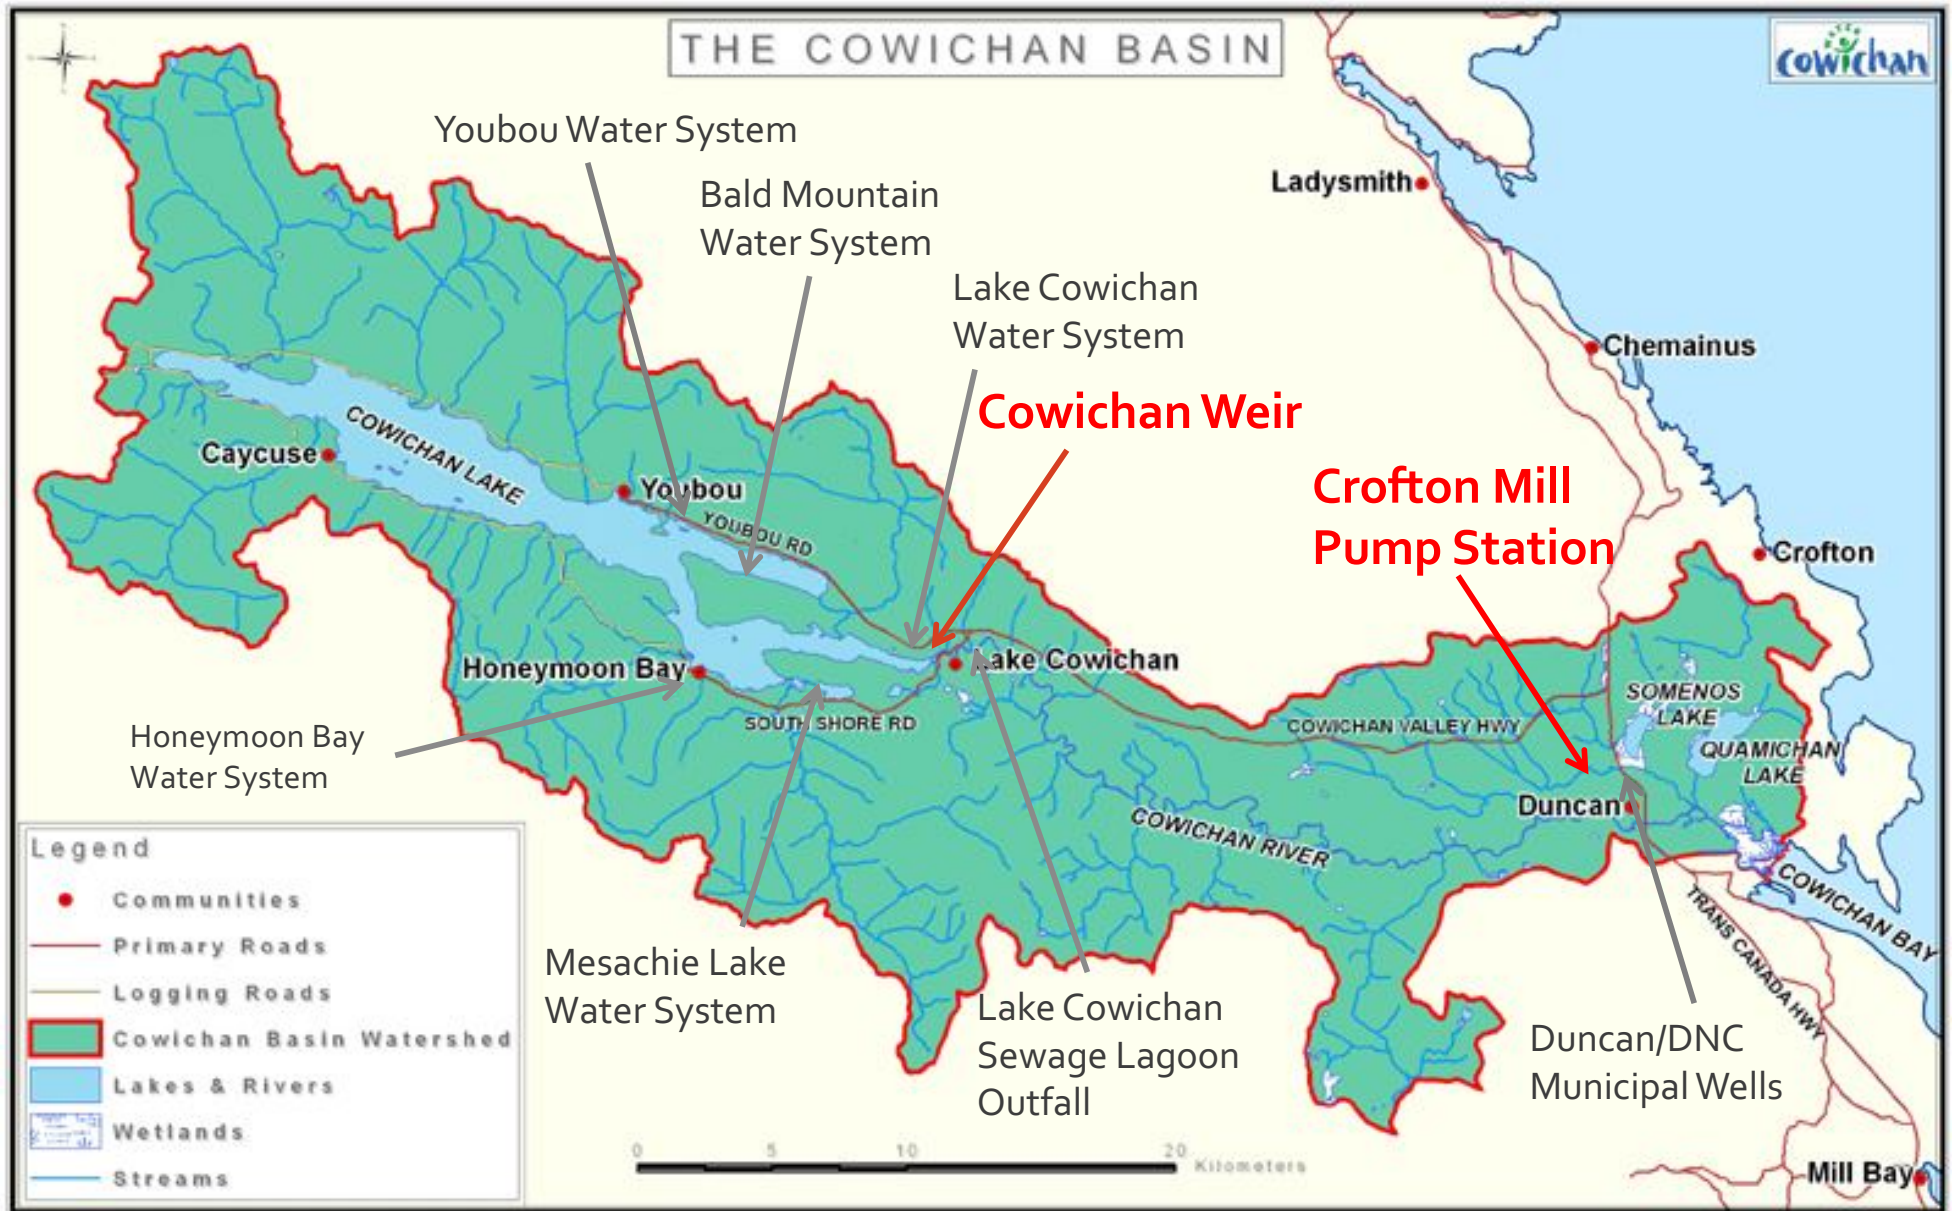 THE COWICHAN BASIN
cowichan
Youbou Water System
Bald Mountain
Water System
Ladysmith
Lake Cowichan
Water System
Chemainus
Cowichan Weir
COWICHAN LAKE
Caycuse
Crofton Mill
Pump Station
Youbou
YOUBOU RD
Crofton
Honeymoon Bay
Lake Cowichan
SOMENOS
LAKE
SOUTH SHORE RD
COWICHAN VALLEY HWY
QUAMICHAN
LAKE
Honeymoon Bay
Water System
Duncan
COWICHAN RIVER
COWICHAN BAY
TRANS CANADA HWY
Mesachie Lake
Water System
Lake Cowichan
Sewage Lagoon
Outfall
Duncan/DNC
Municipal Wells
Legend
Communities
Primary Roads
Logging Roads
Cowichan Basin Watershed
Lakes & Rivers
Wetlands
Streams
0 5 10 20
Kilometers
Mill Bay